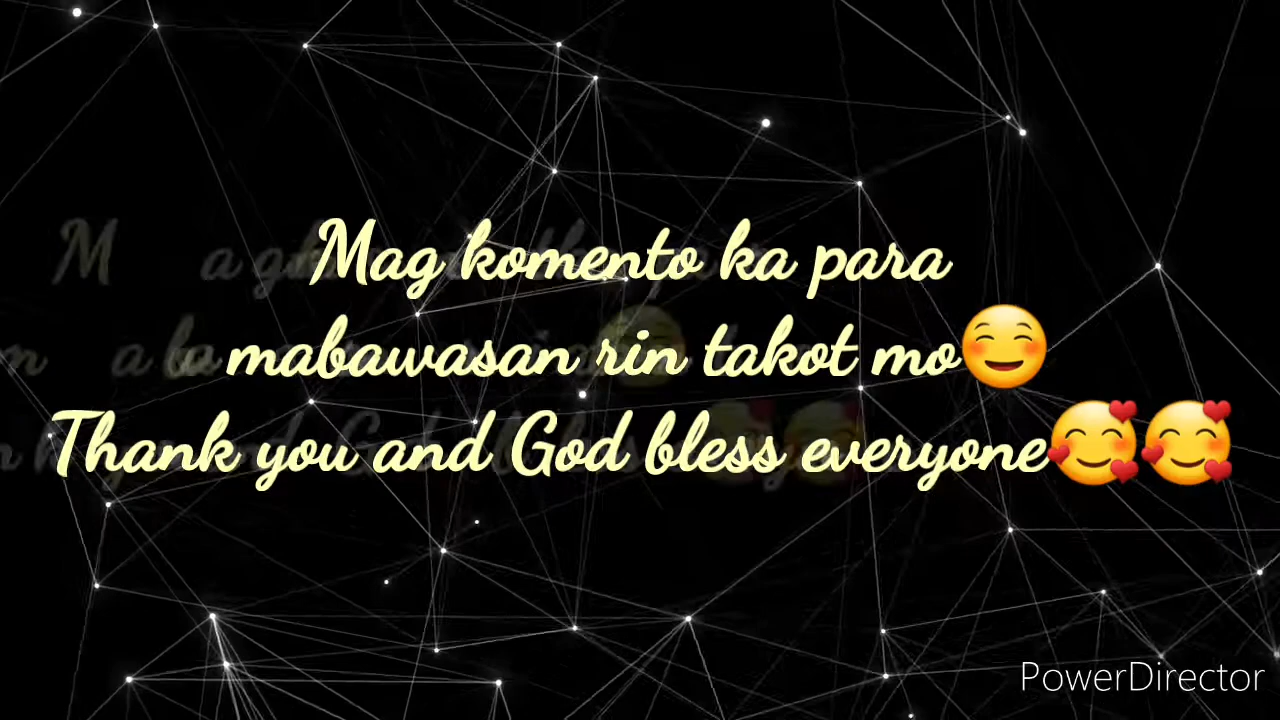 Mag komento ka para
mabawasan rin takot mo😊
Thank you and God bless everyone🥰🥰
PowerDirector